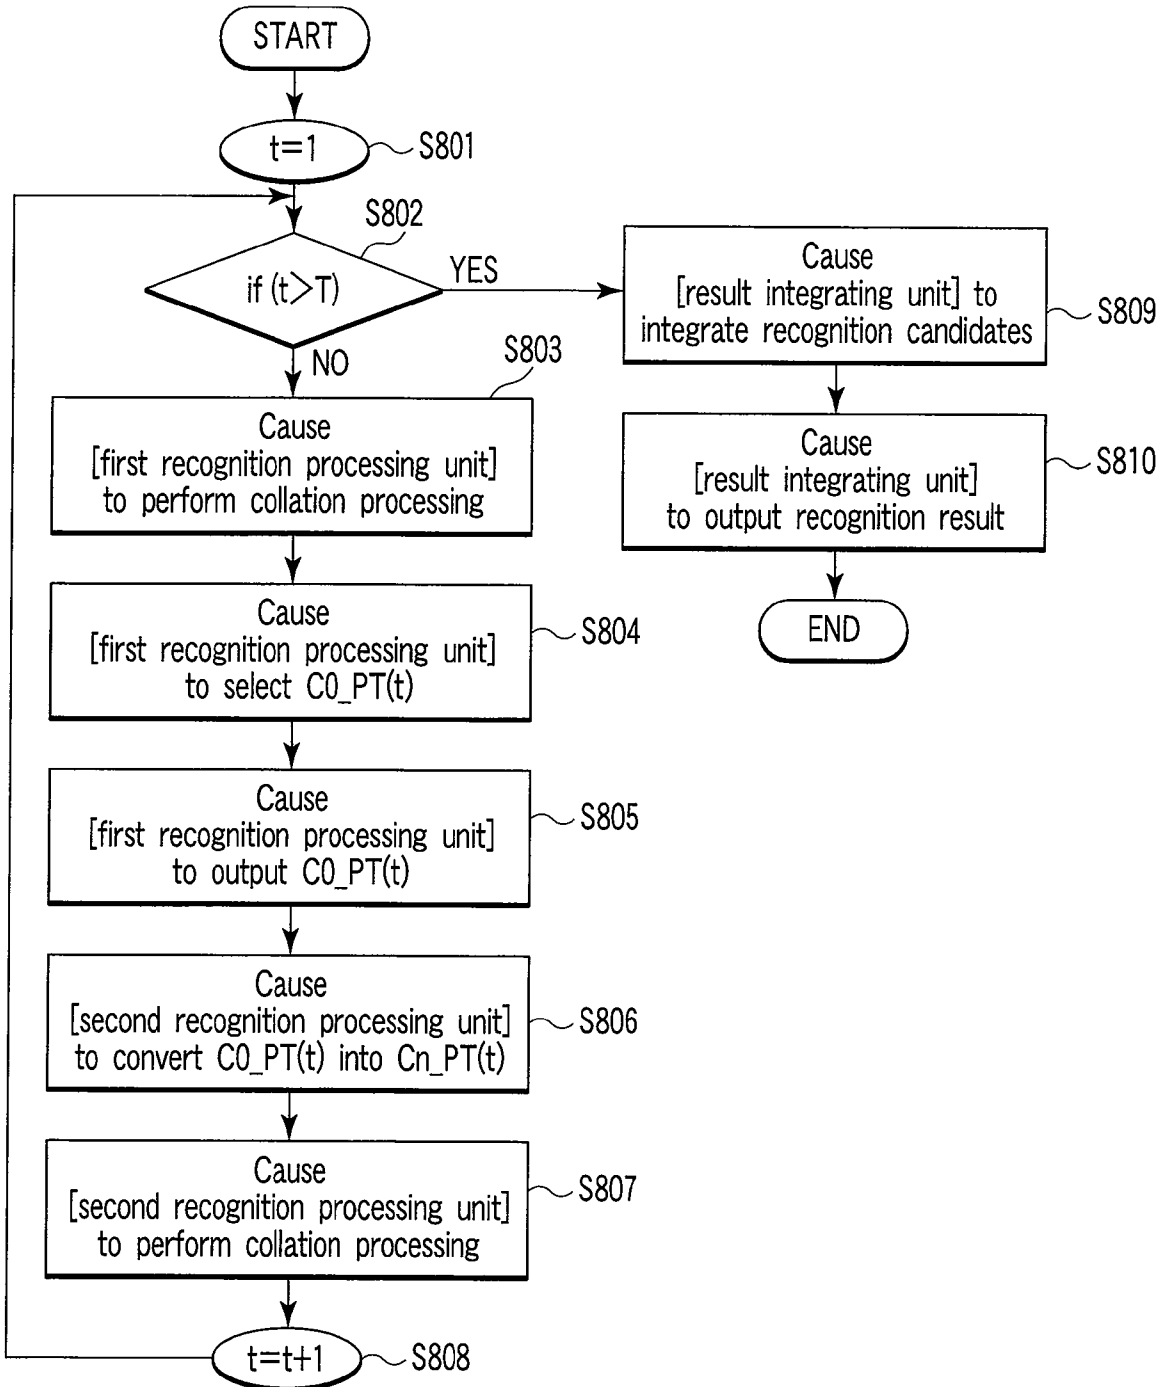 START
t=1
S801
S802
if (t>T)
YES
NO
S803
Cause
[first recognition processing unit]
to perform collation processing
Cause
[first recognition processing unit]
to select C0_PT(t)
S804
Cause
[first recognition processing unit]
to output C0_PT(t)
S805
Cause
[second recognition processing unit]
to convert C0_PT(t) into Cn_PT(t)
S806
Cause
[second recognition processing unit]
to perform collation processing
S807
t=t+1
S808
Cause
[result integrating unit] to
integrate recognition candidates
S809
Cause
[result integrating unit]
to output recognition result
S810
END